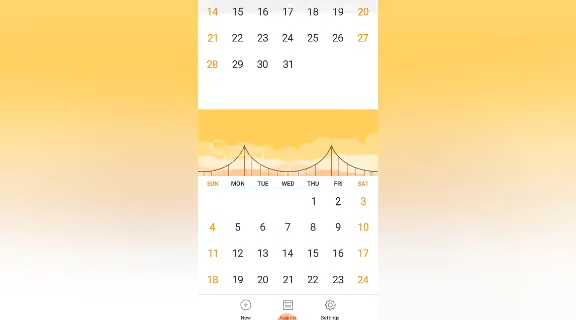 14 15 16 17 18 19 20
21 22 23 24 25 26 27
28 29 30 31
SUN MON TUE WED THU FRI SAT
1 2 3
4 5 6 7 8 9 10
11 12 13 14 15 16 17
18 19 20 21 22 23 24
New Agenda Settings